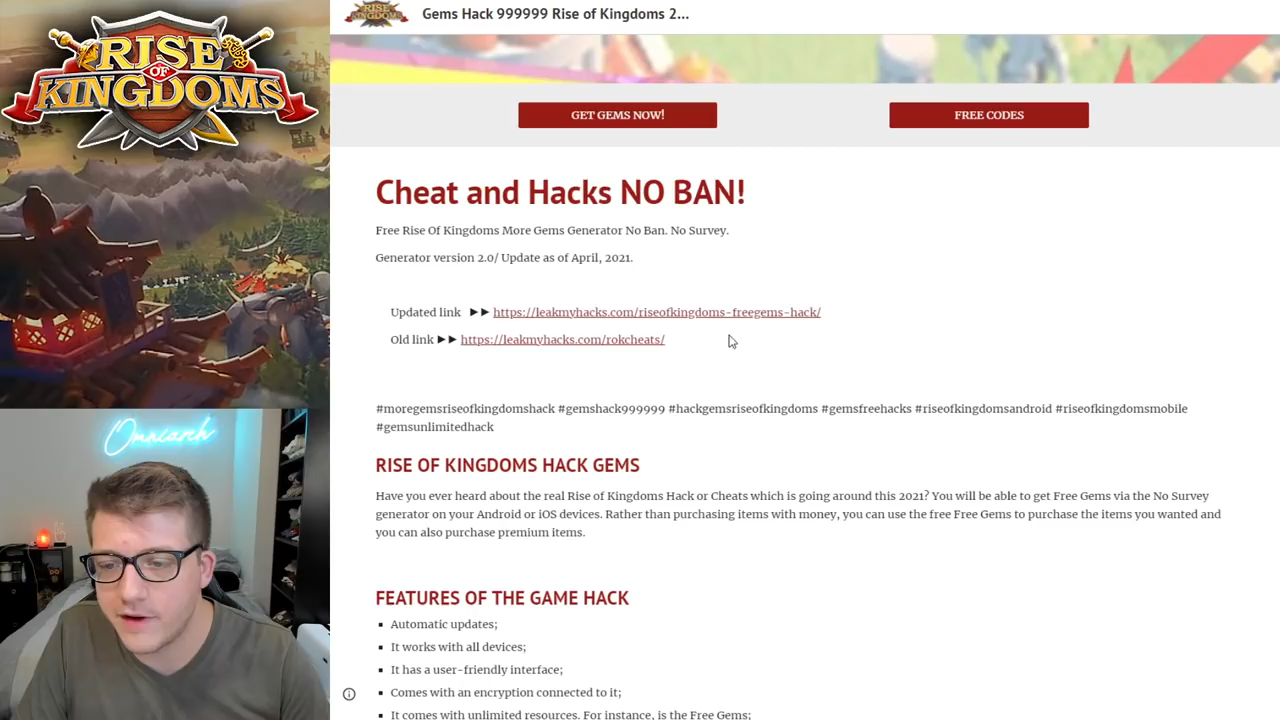 RISE
OF
KINGDOMS
Omniarch
KINGDOMS
Gems Hack 999999 Rise of Kingdoms 2...
GET GEMS NOW!
FREE CODES
Cheat and Hacks NO BAN!
Free Rise Of Kingdoms More Gems Generator No Ban. No Survey.
Generator version 2.0/ Update as of April, 2021.
Updated link ►► https://leakmyhacks.com/riseofkingdoms-freegems-hack/
Old link ►► https://leakmyhacks.com/rokcheats/
#moregemsriseofkingdomshack #gemshack999999 #hackgemsriseofkingdoms #gemsfreehacks #riseofkingdomsandroid #riseofkingdomsmobile
#gemsunlimitedhack
RISE OF KINGDOMS HACK GEMS
Have you ever heard about the real Rise of Kingdoms Hack or Cheats which is going around this 2021? You will be able to get Free Gems via the No Survey
generator on your Android or iOS devices. Rather than purchasing items with money, you can use the free Free Gems to purchase the items you wanted and
you can also purchase premium items.
FEATURES OF THE GAME HACK
▪ Automatic updates;
▪ It works with all devices;
▪ It has a user-friendly interface;
▪ Comes with an encryption connected to it;
▪ It comes with unlimited resources. For instance, is the Free Gems;